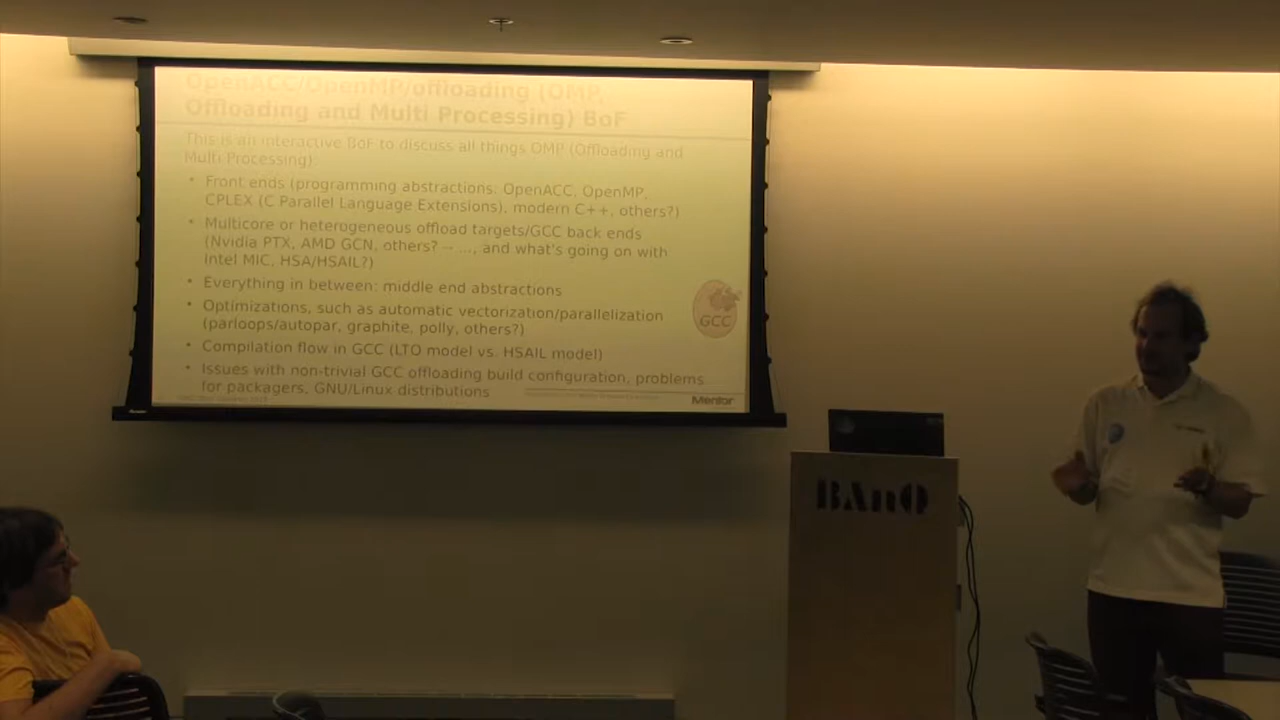 OpenACC/OpenMP/offloading (OMP,
Offloading and Multi Processing) BoF
This is an interactive BoF to discuss all things OMP (Offloading and
Multi Processing):
• Front ends (programming abstractions: OpenACC, OpenMP,
CPLEX (C Parallel Language Extensions), modern C++, others?)
• Multicore or heterogeneous offload targets/GCC back ends
(Nvidia PTX, AMD GCN, others? -- ..., and what's going on with
Intel MIC, HSA/HSAIL?)
• Everything in between: middle end abstractions
• Optimizations, such as automatic vectorization/parallelization
(parloops/autopar, graphite, polly, others?)
• Compilation flow in GCC (LTO model vs. HSAIL model)
• Issues with non-trivial GCC offloading build configuration, problems
for packagers, GNU/Linux distributions
GCC
Mentor
BAnQ